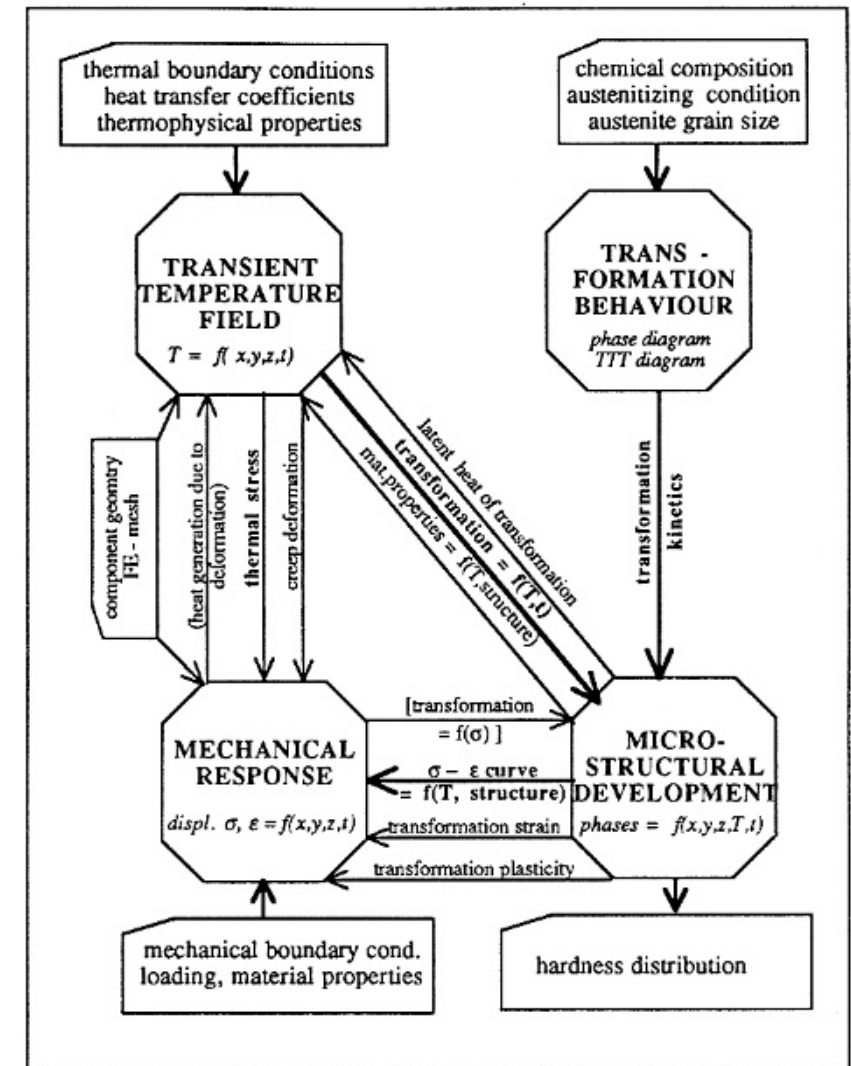 thermal boundary conditions
heat transfer coefficients
thermophysical properties
chemical composition
austenitizing condition
austenite grain size
TRANSIENT
TEMPERATURE
FIELD
T = f( x,y,z,t)
TRANS -
FORMATION
BEHAVIOUR
phase diagram
TTT diagram
component geomtry
FE - mesh
(heat generation due to
deformation)
thermal stress
creep deformation
mat.properties = f(T,structure)
transformation = f(T,t)
latent heat of transformation
transformation
kinetics
MECHANICAL
RESPONSE
displ. σ, ε = f(x,y,z,t)
[transformation
= f(σ) ]
σ – ε curve
= f(T, structure)
transformation strain
transformation plasticity
MICRO-
STRUCTURAL
DEVELOPMENT
phases = f(x,y,z,T,t)
mechanical boundary cond.
loading, material properties
hardness distribution